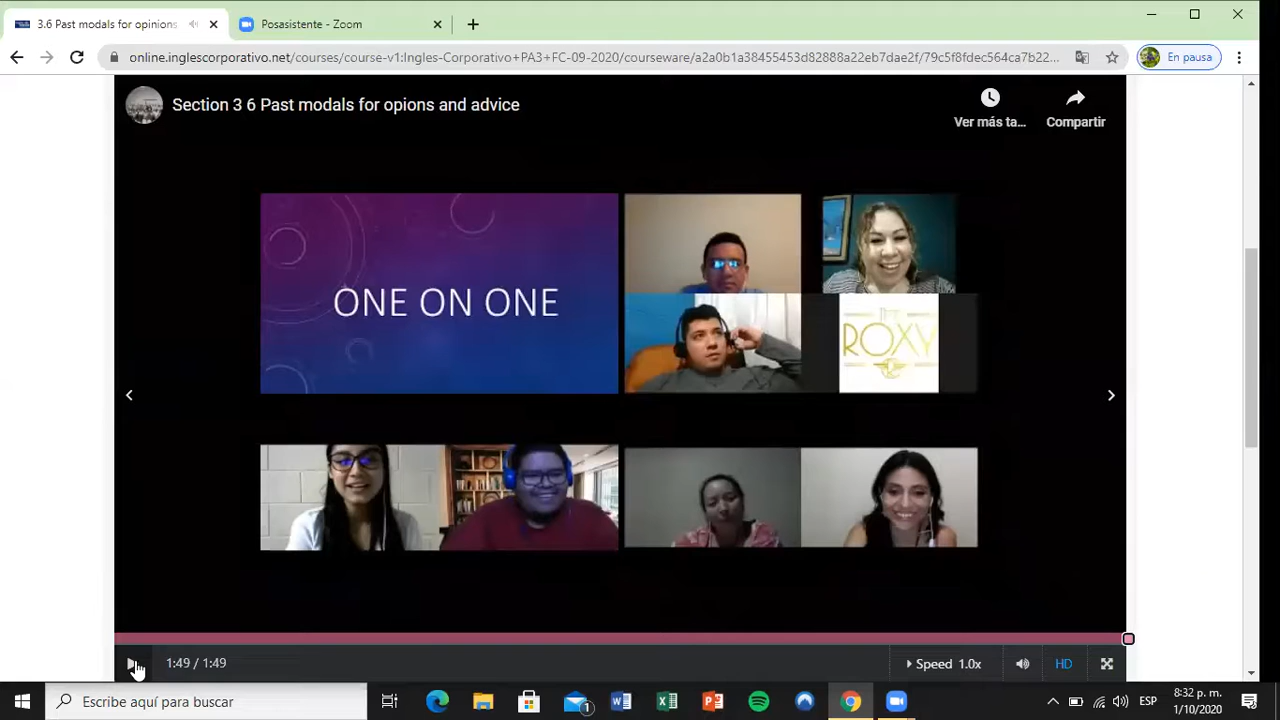 3.6 Past modals for opinions
Posasistente - Zoom
online.inglescorporativo.net/courses/course-v1:Ingles-Corporativo+PA3+FC-09-2020/courseware/a2a0b1a38455453d92888a22cb7dae2f/79c5f8fdec564ca7b22...
En pausa
Section 3 6 Past modals for opions and advice
Ver más ta...
Compartir
ONE ON ONE
THE
ROXY
1:49 / 1:49
Speed 1.0x
HD
Escribe aquí para buscar
1
ESP
8:32 p. m.
1/10/2020